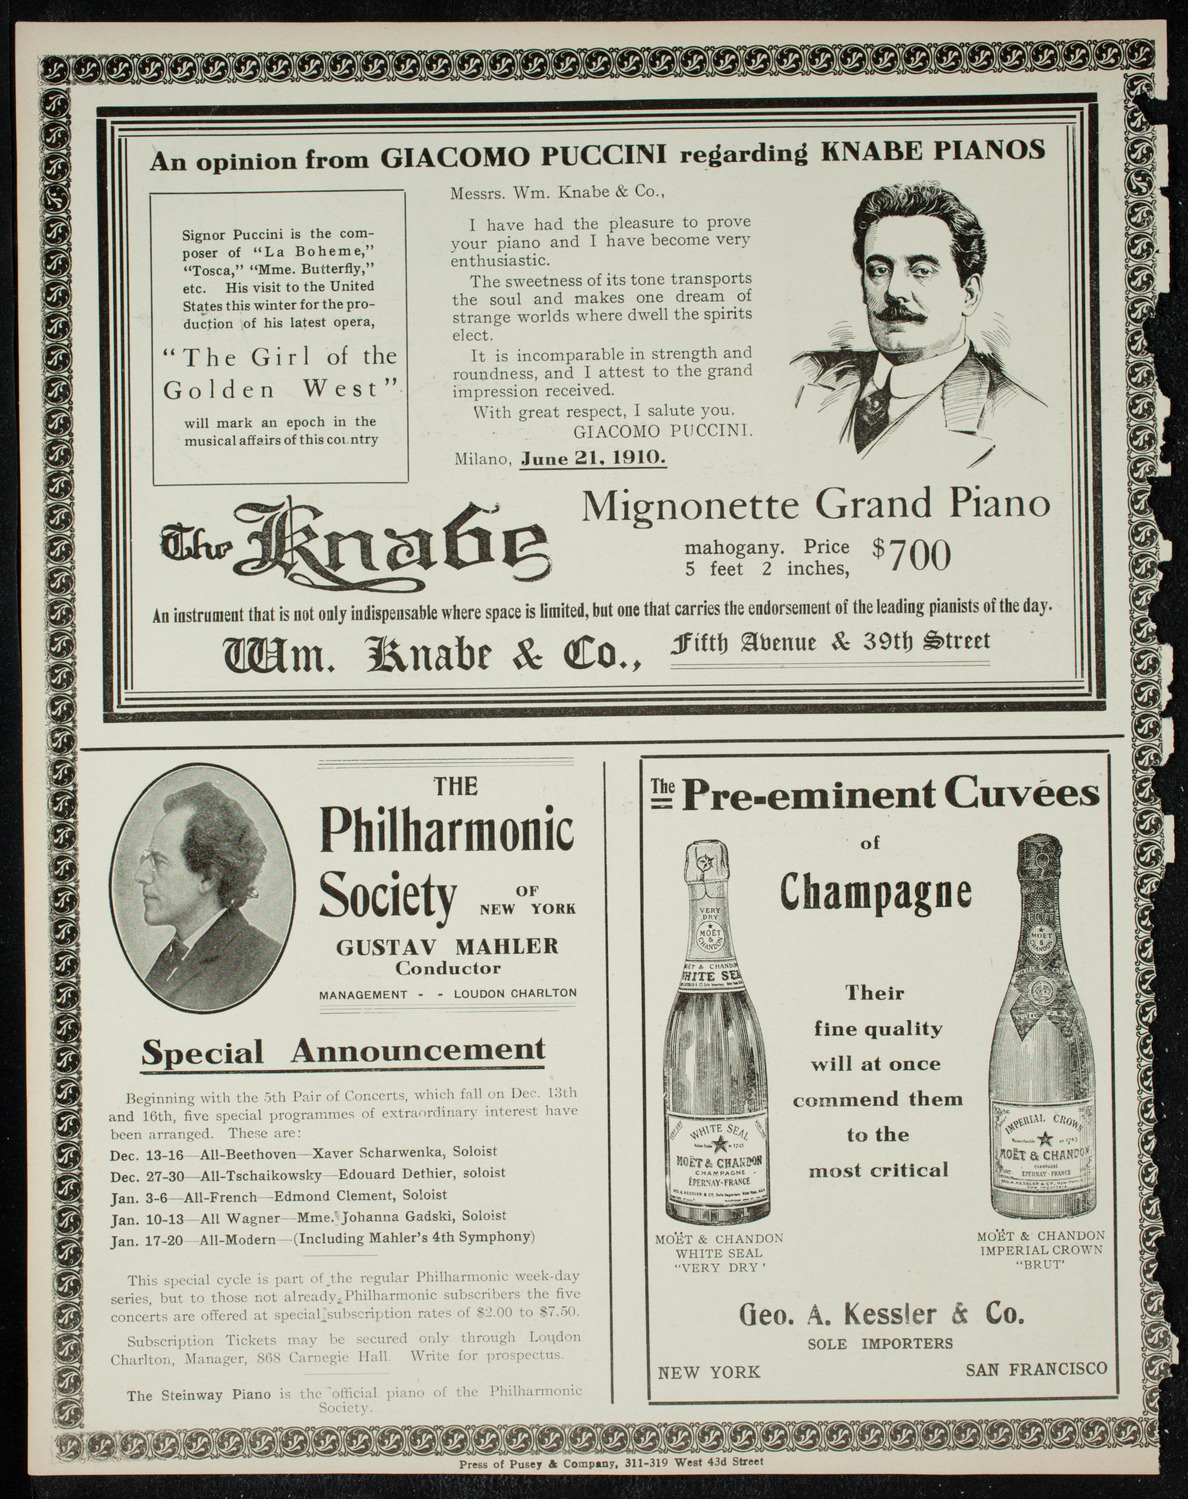 An opinion from GIACOMO PUCCINI regarding KNABE PIANOS
Signor Puccini is the com-
poser of "La Boheme,"
"Tosca," "Mme. Butterfly,"
etc. His visit to the United
States this winter for the pro-
duction of his latest opera,
"The Girl of the
Golden West"
will mark an epoch in the
musical affairs of this country
Messrs. Wm. Knabe & Co.,
I have had the pleasure to prove
your piano and I have become very
enthusiastic.
The sweetness of its tone transports
the soul and makes one dream of
strange worlds where dwell the spirits
elect.
It is incomparable in strength and
roundness, and I attest to the grand
impression received.
With great respect, I salute you.
GIACOMO PUCCINI.
Milano, June 21, 1910.
The Knabe
Mignonette Grand Piano
mahogany. Price $700
5 feet 2 inches,
An instrument that is not only indispensable where space is limited, but one that carries the endorsement of the leading pianists of the day.
Wm. Knabe & Co., Fifth Avenue & 39th Street
THE
Philharmonic
Society OF
NEW YORK
GUSTAV MAHLER
Conductor
MANAGEMENT - - LOUDON CHARLTON
Special Announcement
Beginning with the 5th Pair of Concerts, which fall on Dec. 13th
and 16th, five special programmes of extraordinary interest have
been arranged. These are:
Dec. 13-16—All-Beethoven—Xaver Scharwenka, Soloist
Dec. 27-30—All-Tschaikowsky—Edouard Dethier, soloist
Jan. 3-6—All-French—Edmond Clement, Soloist
Jan. 10-13—All Wagner—Mme. Johanna Gadski, Soloist
Jan. 17-20—All-Modern—(Including Mahler's 4th Symphony)
This special cycle is part of the regular Philharmonic week-day
series, but to those not already Philharmonic subscribers the five
concerts are offered at special subscription rates of $2.00 to $7.50.
Subscription Tickets may be secured only through Loudon
Charlton, Manager, 868 Carnegie Hall. Write for prospectus.
The Steinway Piano is the official piano of the Philharmonic
Society.
The Pre-eminent Cuvées
of
Champagne
Their
fine quality
will at once
commend them
to the
most critical
VERY
DRY
MOËT
&
CHANDON
MOËT & CHANDON
WHITE SEAL
WHITE SEAL
MOËT & CHANDON
CHAMPAGNE
ÉPERNAY-FRANCE
MOËT & CHANDON
WHITE SEAL
"VERY DRY"
MOËT
&
CHANDON
IMPERIAL CROWN
MOËT & CHANDON
CHAMPAGNE
ÉPERNAY-FRANCE
MOËT & CHANDON
IMPERIAL CROWN
"BRUT'
Geo. A. Kessler & Co.
SOLE IMPORTERS
NEW YORK SAN FRANCISCO
Press of Pusey & Company, 311-319 West 43d Street